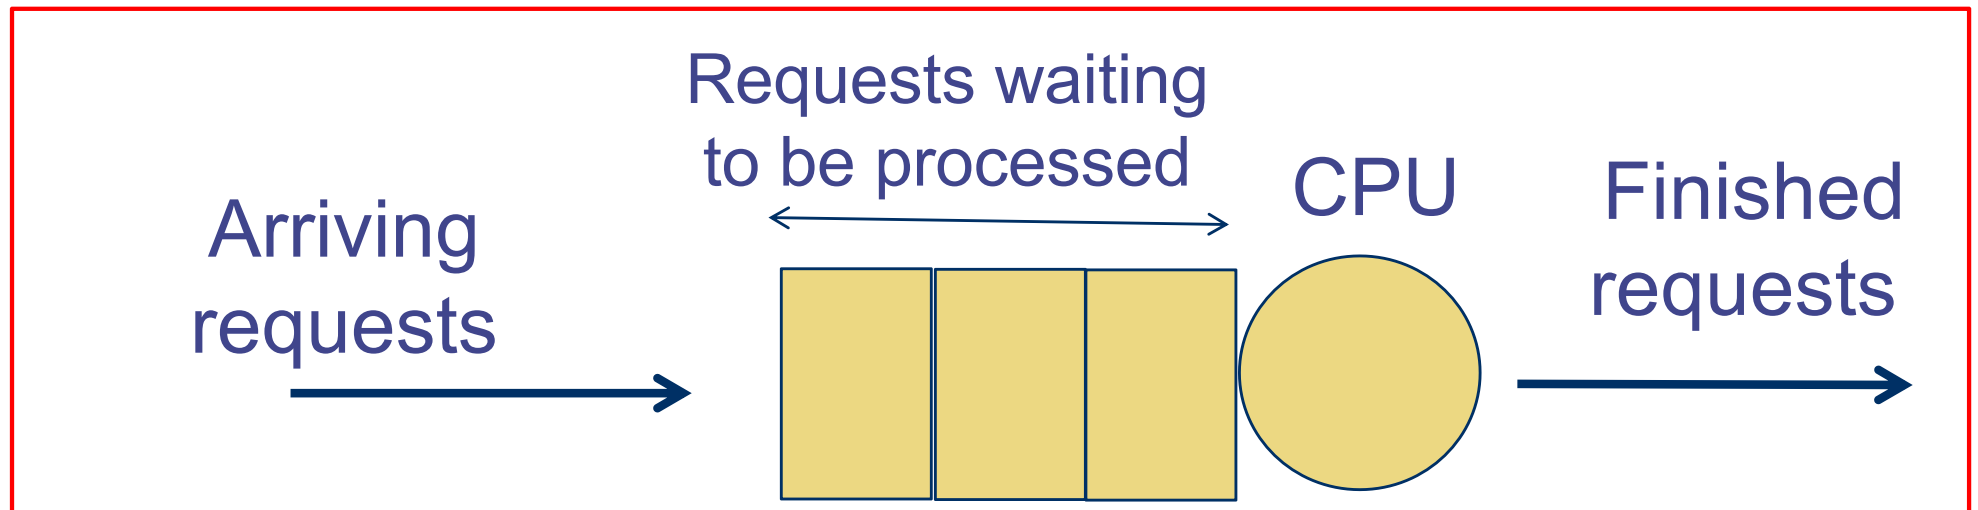 Requests waiting
to be processed
CPU
Finished
requests
Arriving
requests